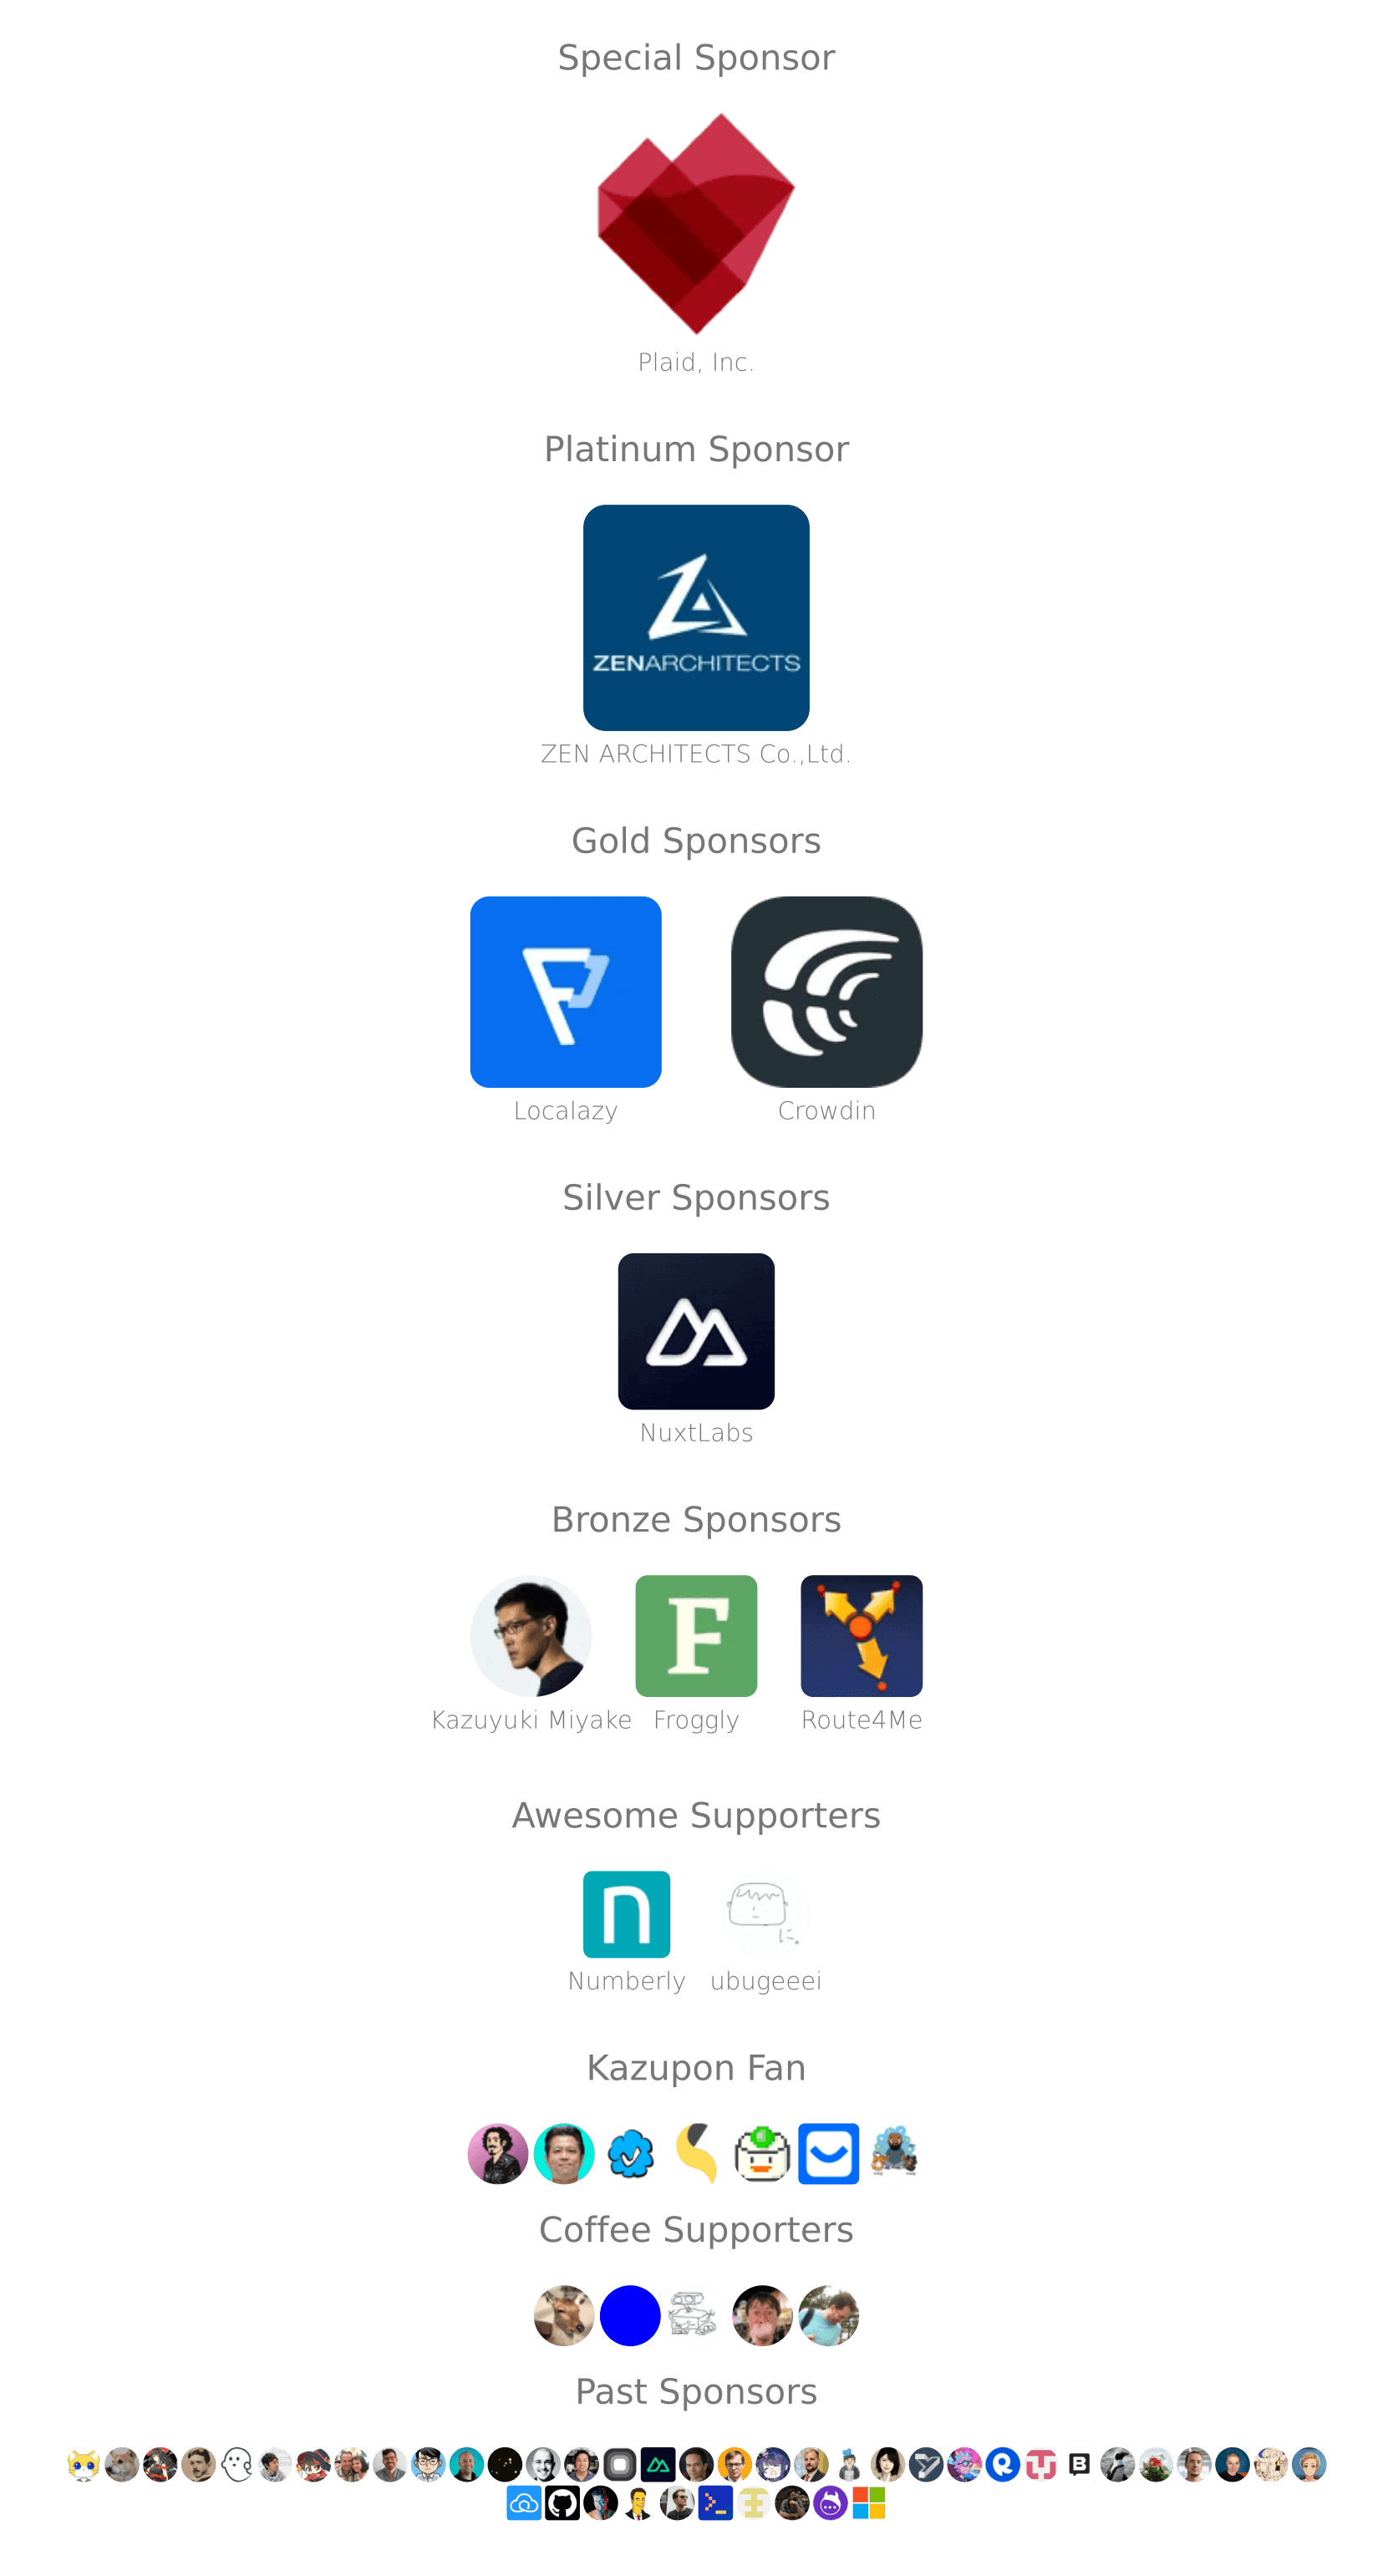 Special Sponsor
Plaid, Inc.
Platinum Sponsor
ZENARCHITECTS
ZEN ARCHITECTS Co.,Ltd.
Gold Sponsors
Localazy Crowdin
Silver Sponsors
NuxtLabs
Bronze Sponsors
F
Kazuyuki Miyake Froggly Route4Me
Awesome Supporters
n
に。
Numberly ubugeeei
Kazupon Fan
Coffee Supporters
Past Sponsors
B